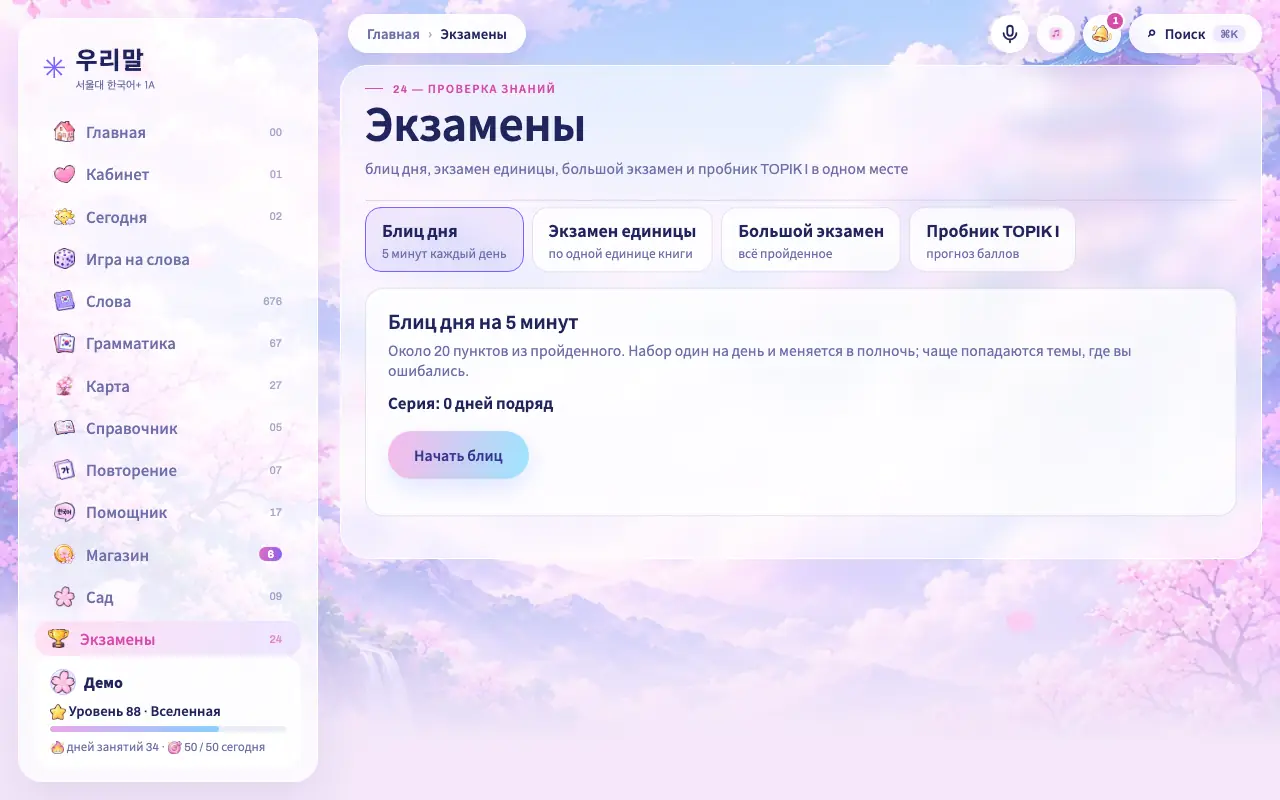 우리말
서울대 한국어+ 1A
Главная 00
Кабинет 01
Сегодня 02
Игра на слова
Слова 676
Грамматика 67
Карта 27
Справочник 05
Повторение 07
Помощник 17
Магазин 6
Сад 09
Экзамены 24
Демо
Уровень 88 · Вселенная
дней занятий 34 · 50 / 50 сегодня
Главная › Экзамены
1
Поиск ⌘K
24 — ПРОВЕРКА ЗНАНИЙ
Экзамены
блиц дня, экзамен единицы, большой экзамен и пробник TOPIK I в одном месте
Блиц дня
5 минут каждый день
Экзамен единицы
по одной единице книги
Большой экзамен
всё пройденное
Пробник TOPIK I
прогноз баллов
Блиц дня на 5 минут
Около 20 пунктов из пройденного. Набор один на день и меняется в полночь; чаще попадаются темы, где вы
ошибались.
Серия: 0 дней подряд
Начать блиц